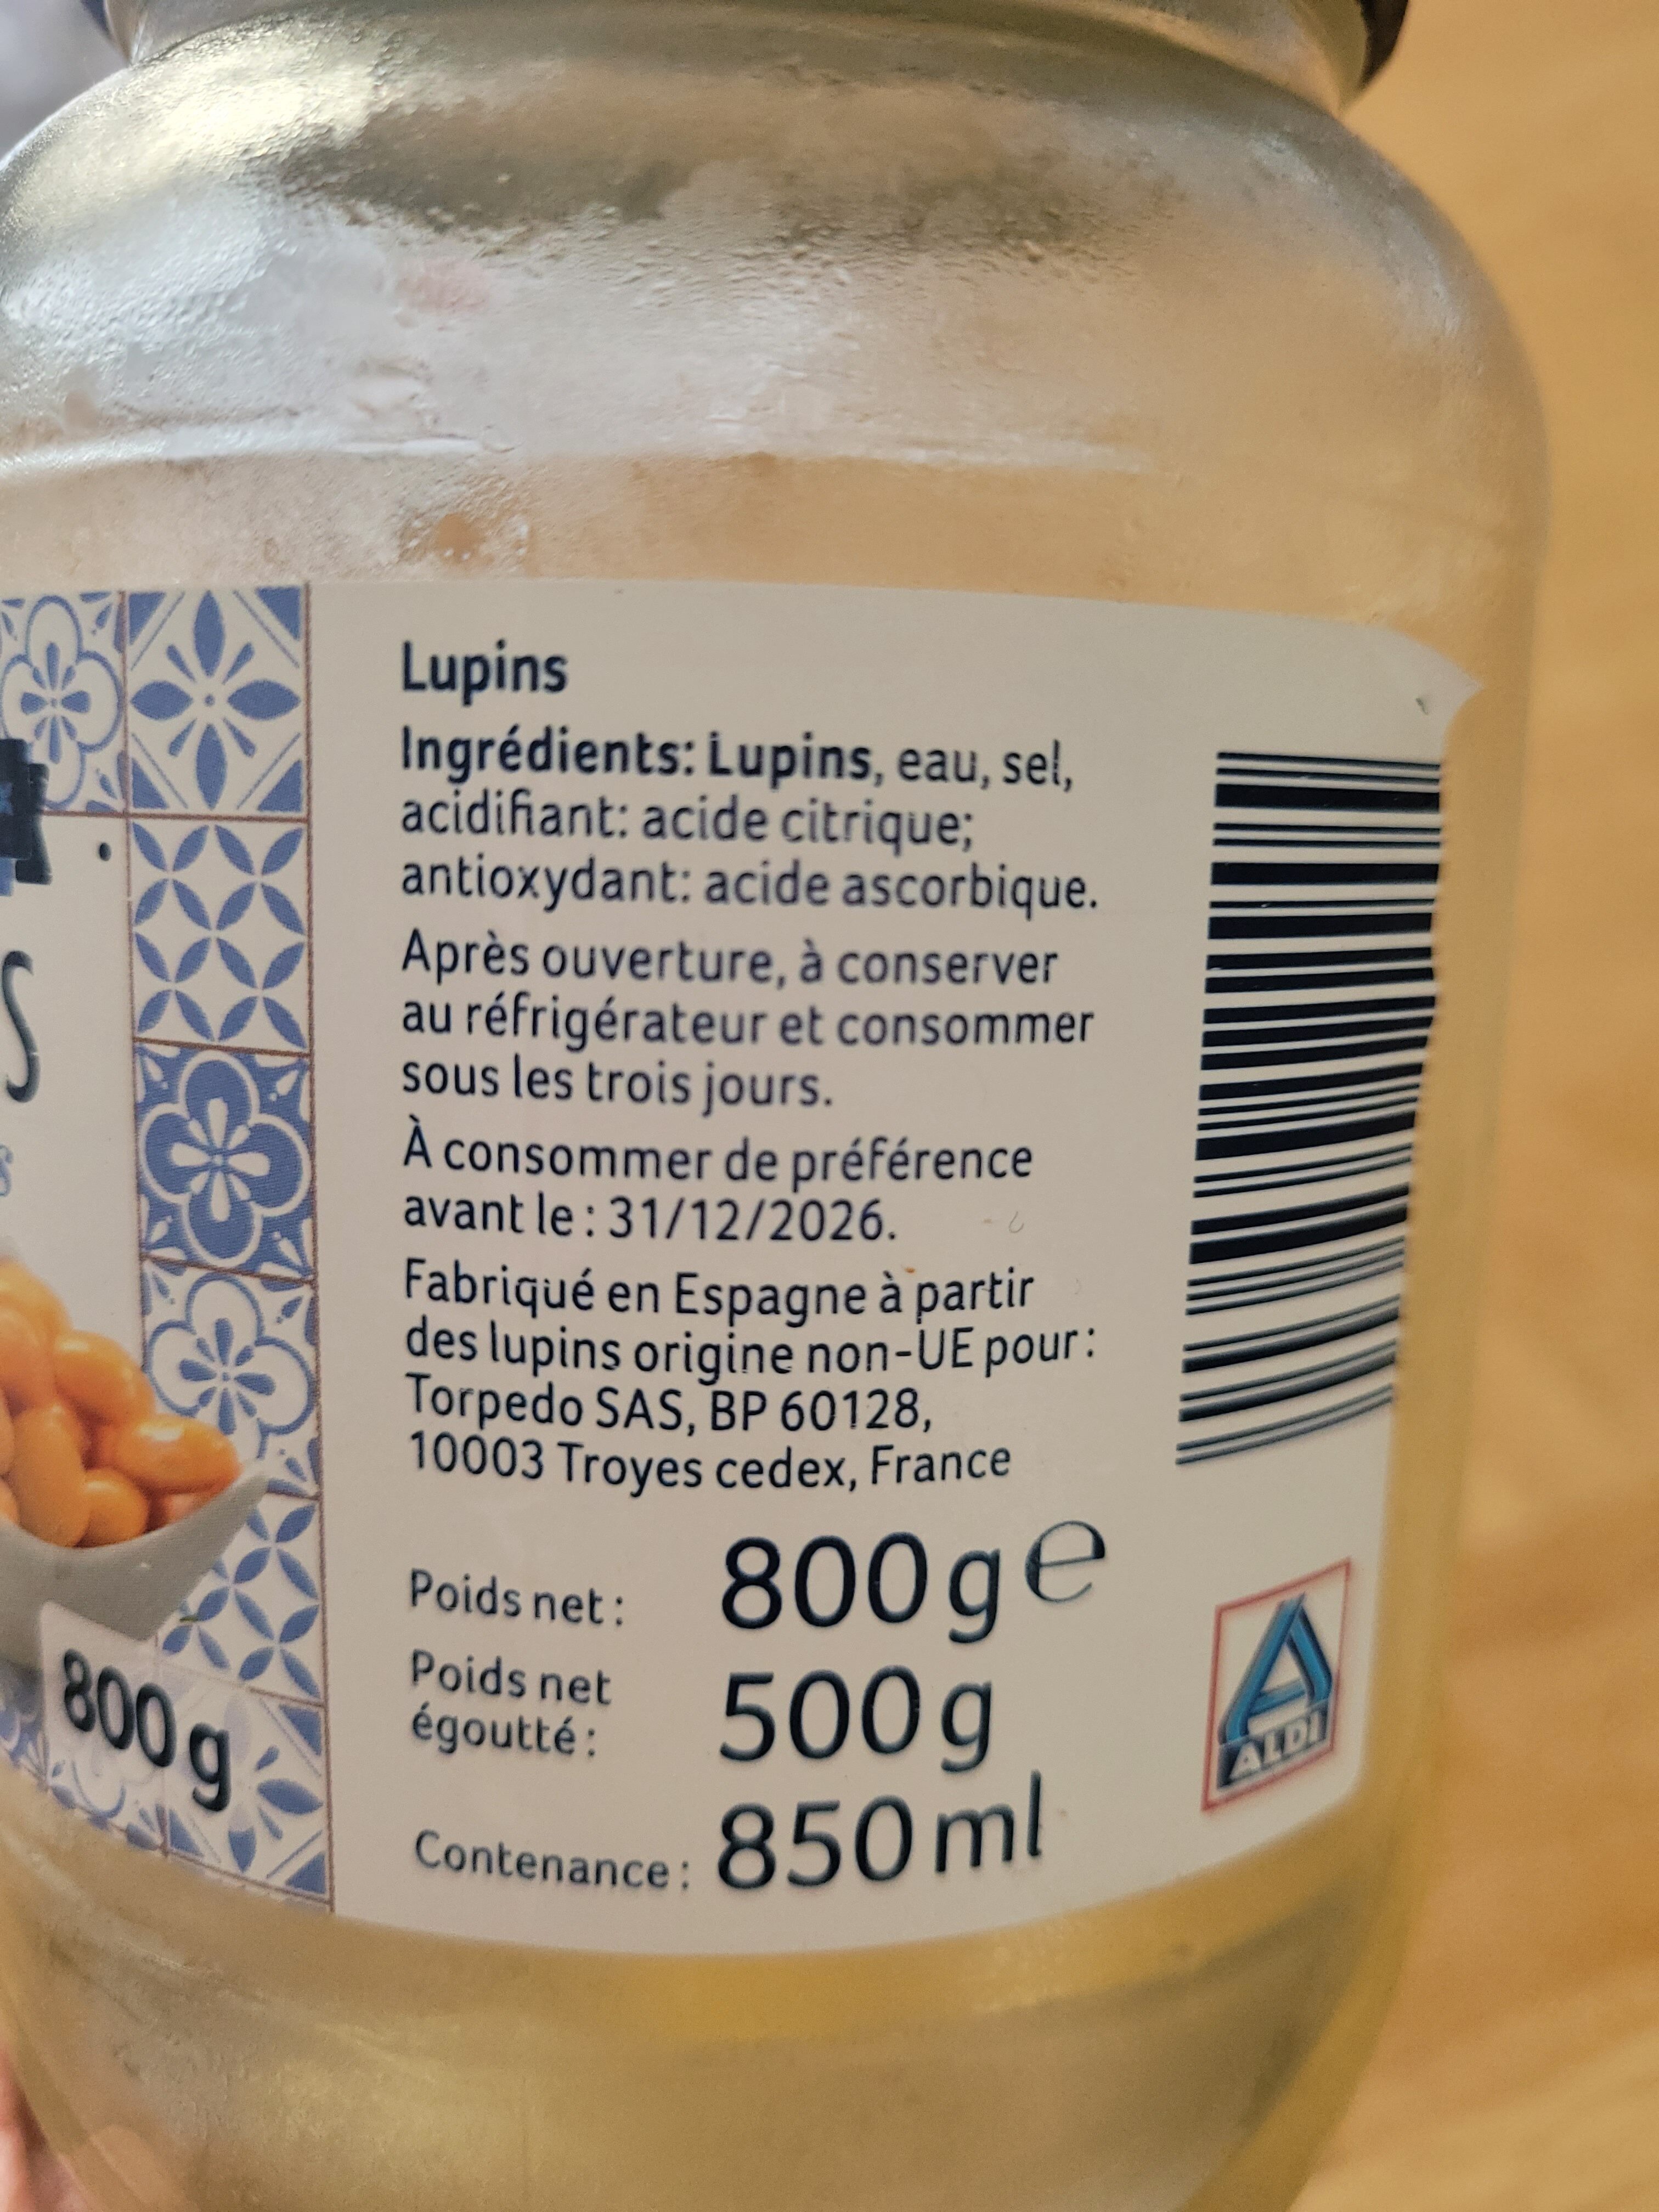 Lupins
Ingrédients: Lupins, eau, sel,
acidifiant: acide citrique;
antioxydant: acide ascorbique.
Après ouverture, à conserver
au réfrigérateur et consommer
sous les trois jours.
À consommer de préférence
avant le : 31/12/2026.
Fabriqué en Espagne à partir
des lupins origine non-UE pour :
Torpedo SAS, BP 60128,
10003 Troyes cedex, France
Poids net : 800 g e
Poids net
égoutté : 500 g
Contenance : 850 ml
800 g
ALDI